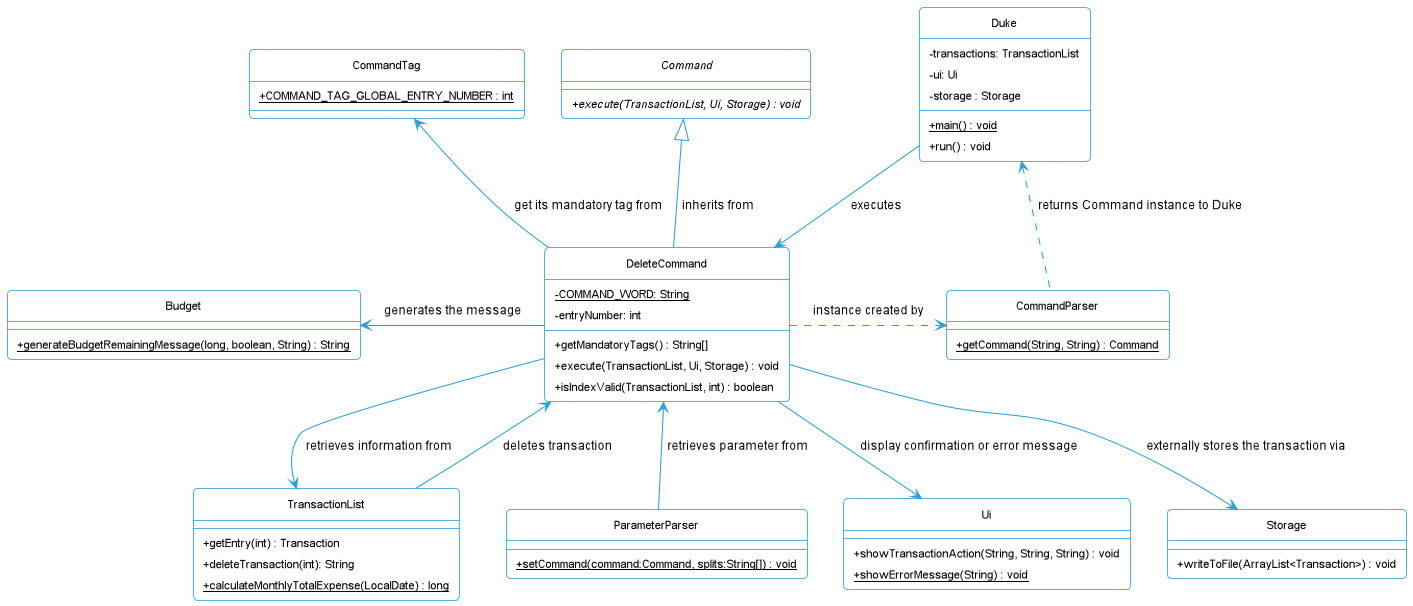 Duke
-transactions: TransactionList
-ui: Ui
-storage : Storage
+main() : void
+run() : void
CommandTag
+COMMAND_TAG_GLOBAL_ENTRY_NUMBER : int
Command
+execute(TransactionList, Ui, Storage) : void
get its mandatory tag from
inherits from
executes
returns Command instance to Duke
DeleteCommand
-COMMAND_WORD: String
-entryNumber: int
+getMandatoryTags() : String[]
+execute(TransactionList, Ui, Storage) : void
+isIndexValid(TransactionList, int) : boolean
Budget
+generateBudgetRemainingMessage(long, boolean, String) : String
generates the message
instance created by
CommandParser
+getCommand(String, String) : Command
retrieves information from
deletes transaction
retrieves parameter from
display confirmation or error message
externally stores the transaction via
TransactionList
+getEntry(int) : Transaction
+deleteTransaction(int): String
+calculateMonthlyTotalExpense(LocalDate) : long
ParameterParser
+setCommand(command:Command, splits:String[]) : void
Ui
+showTransactionAction(String, String, String) : void
+showErrorMessage(String) : void
Storage
+writeToFile(ArrayList<Transaction>) : void